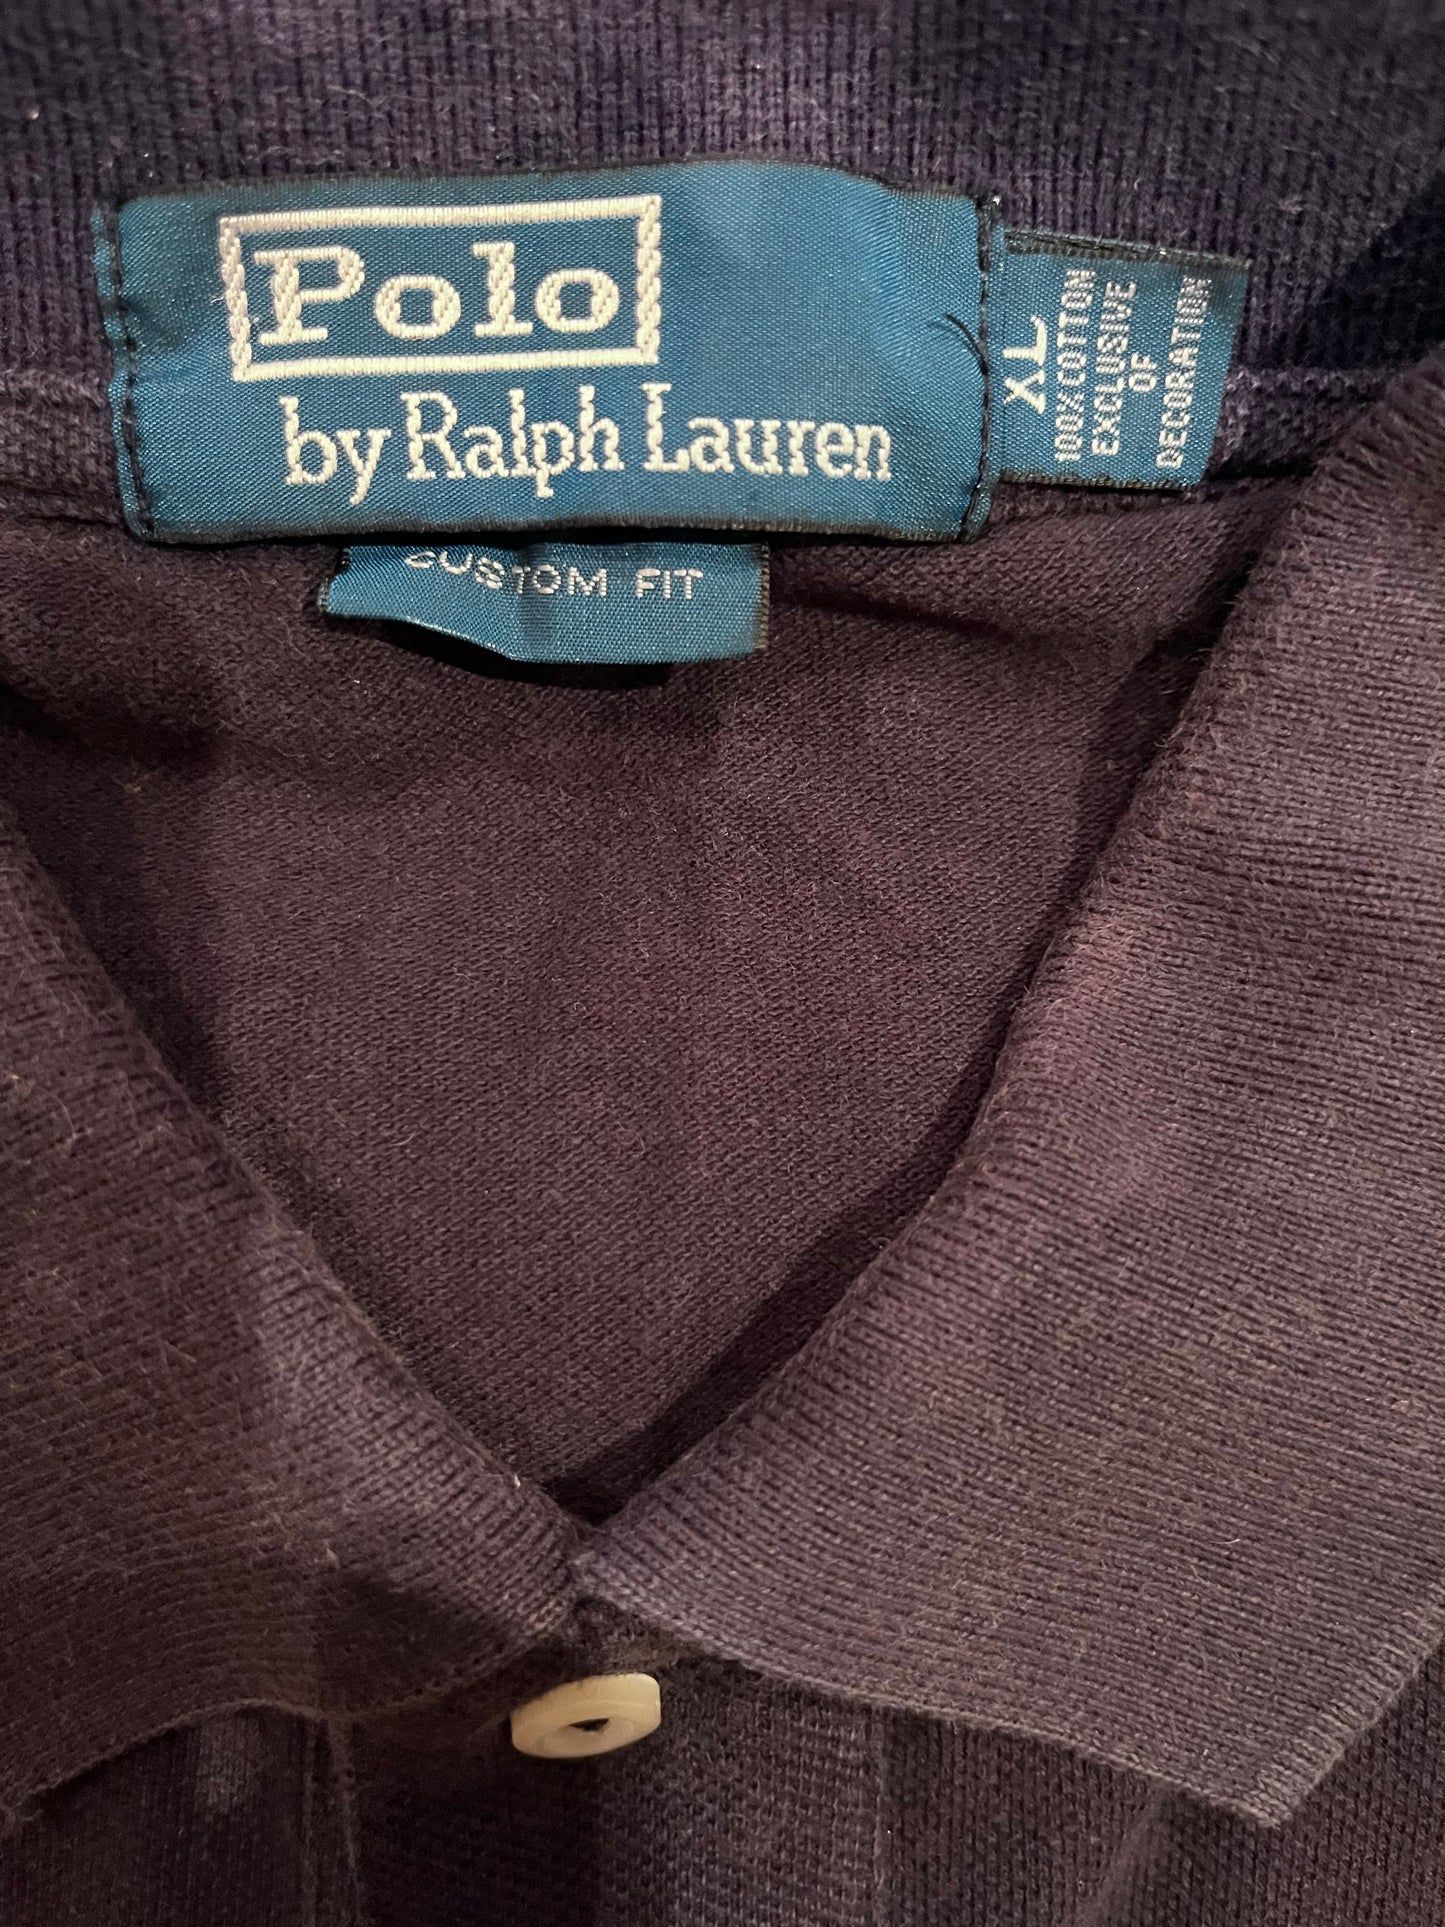 Polo
by Ralph Lauren
XL
100% COTTON
EXCLUSIVE
OF
DECORATION
CUSTOM FIT